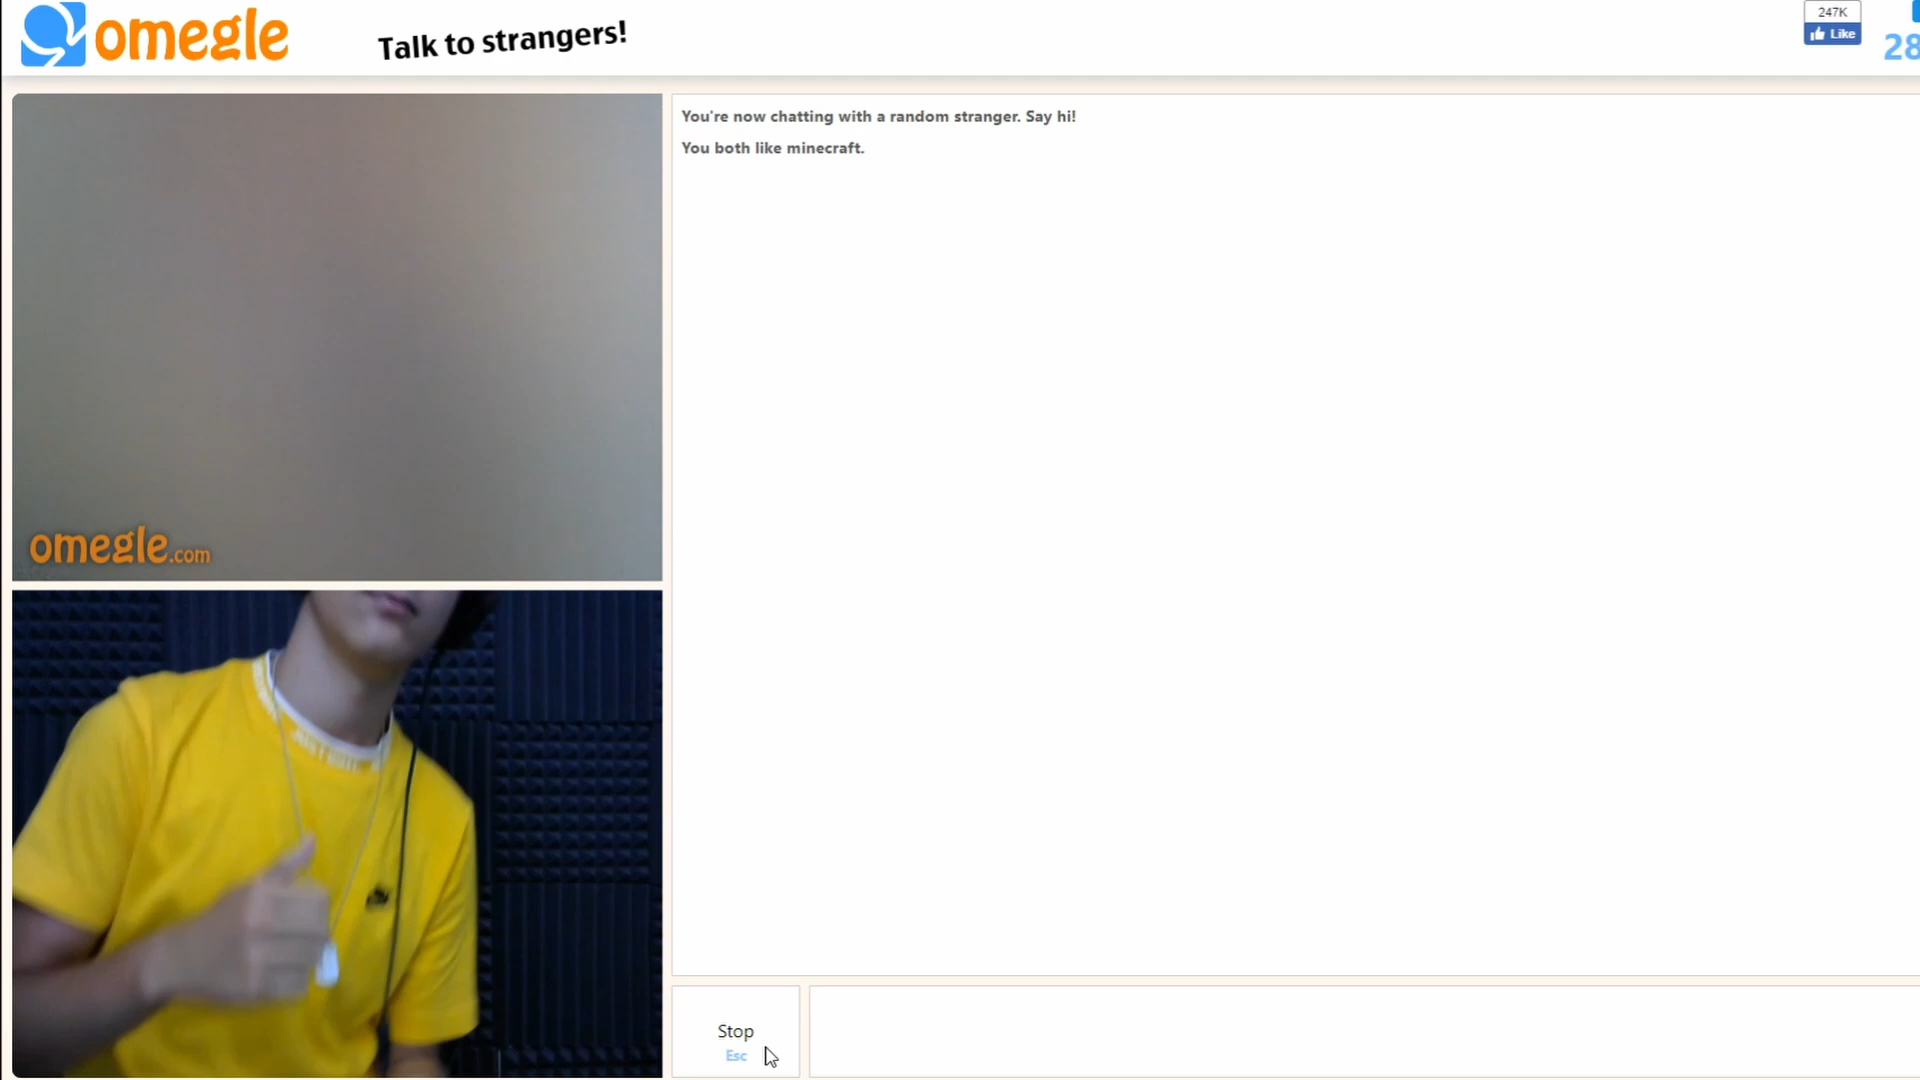 omegle
Talk to strangers!
247K
Like
28
You're now chatting with a random stranger. Say hi!
You both like minecraft.
omegle.com
Stop
Esc